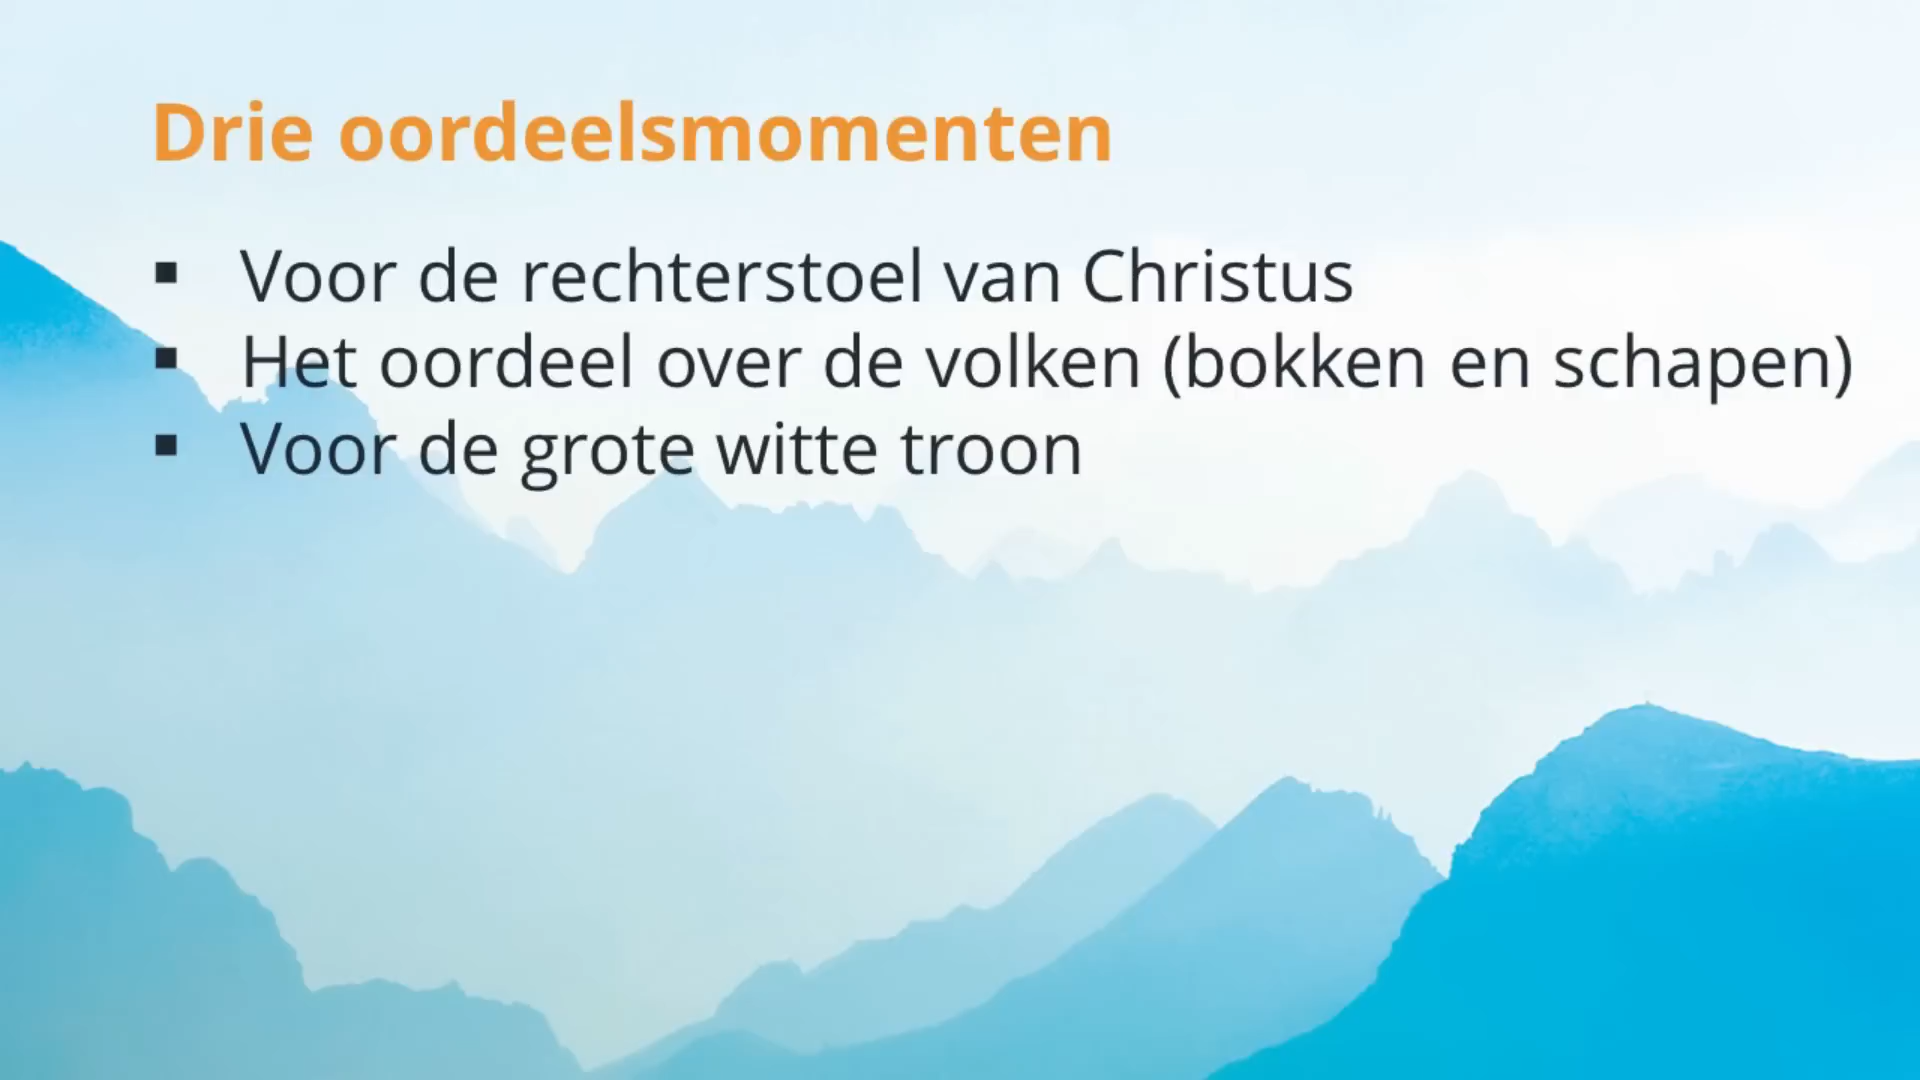 Drie oordeelsmomenten
▪ Voor de rechterstoel van Christus
▪ Het oordeel over de volken (bokken en schapen)
▪ Voor de grote witte troon